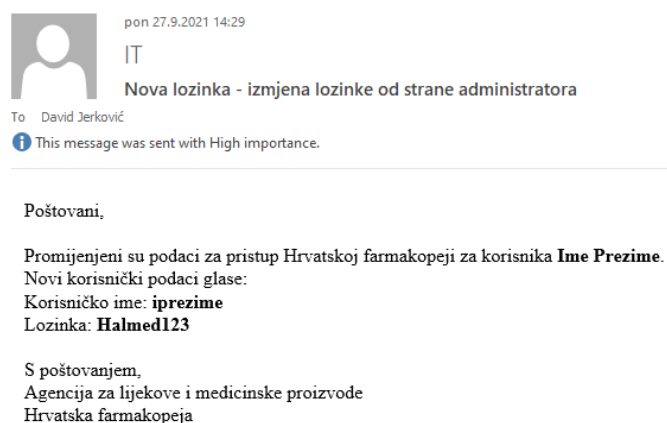 pon 27.9.2021 14:29
IT
Nova lozinka - izmjena lozinke od strane administratora
To David Jerković
i This message was sent with High importance.
Poštovani,
Promijenjeni su podaci za pristup Hrvatskoj farmakopeji za korisnika Ime Prezime.
Novi korisnički podaci glase:
Korisničko ime: iprezime
Lozinka: Halmed123
S poštovanjem,
Agencija za lijekove i medicinske proizvode
Hrvatska farmakopeja